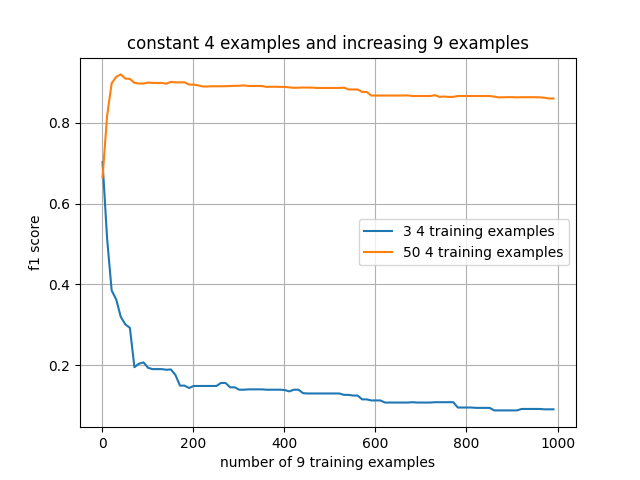 constant 4 examples and increasing 9 examples
f1 score
0.8
0.6
0.4
0.2
3 4 training examples
50 4 training examples
0 200 400 600 800 1000
number of 9 training examples